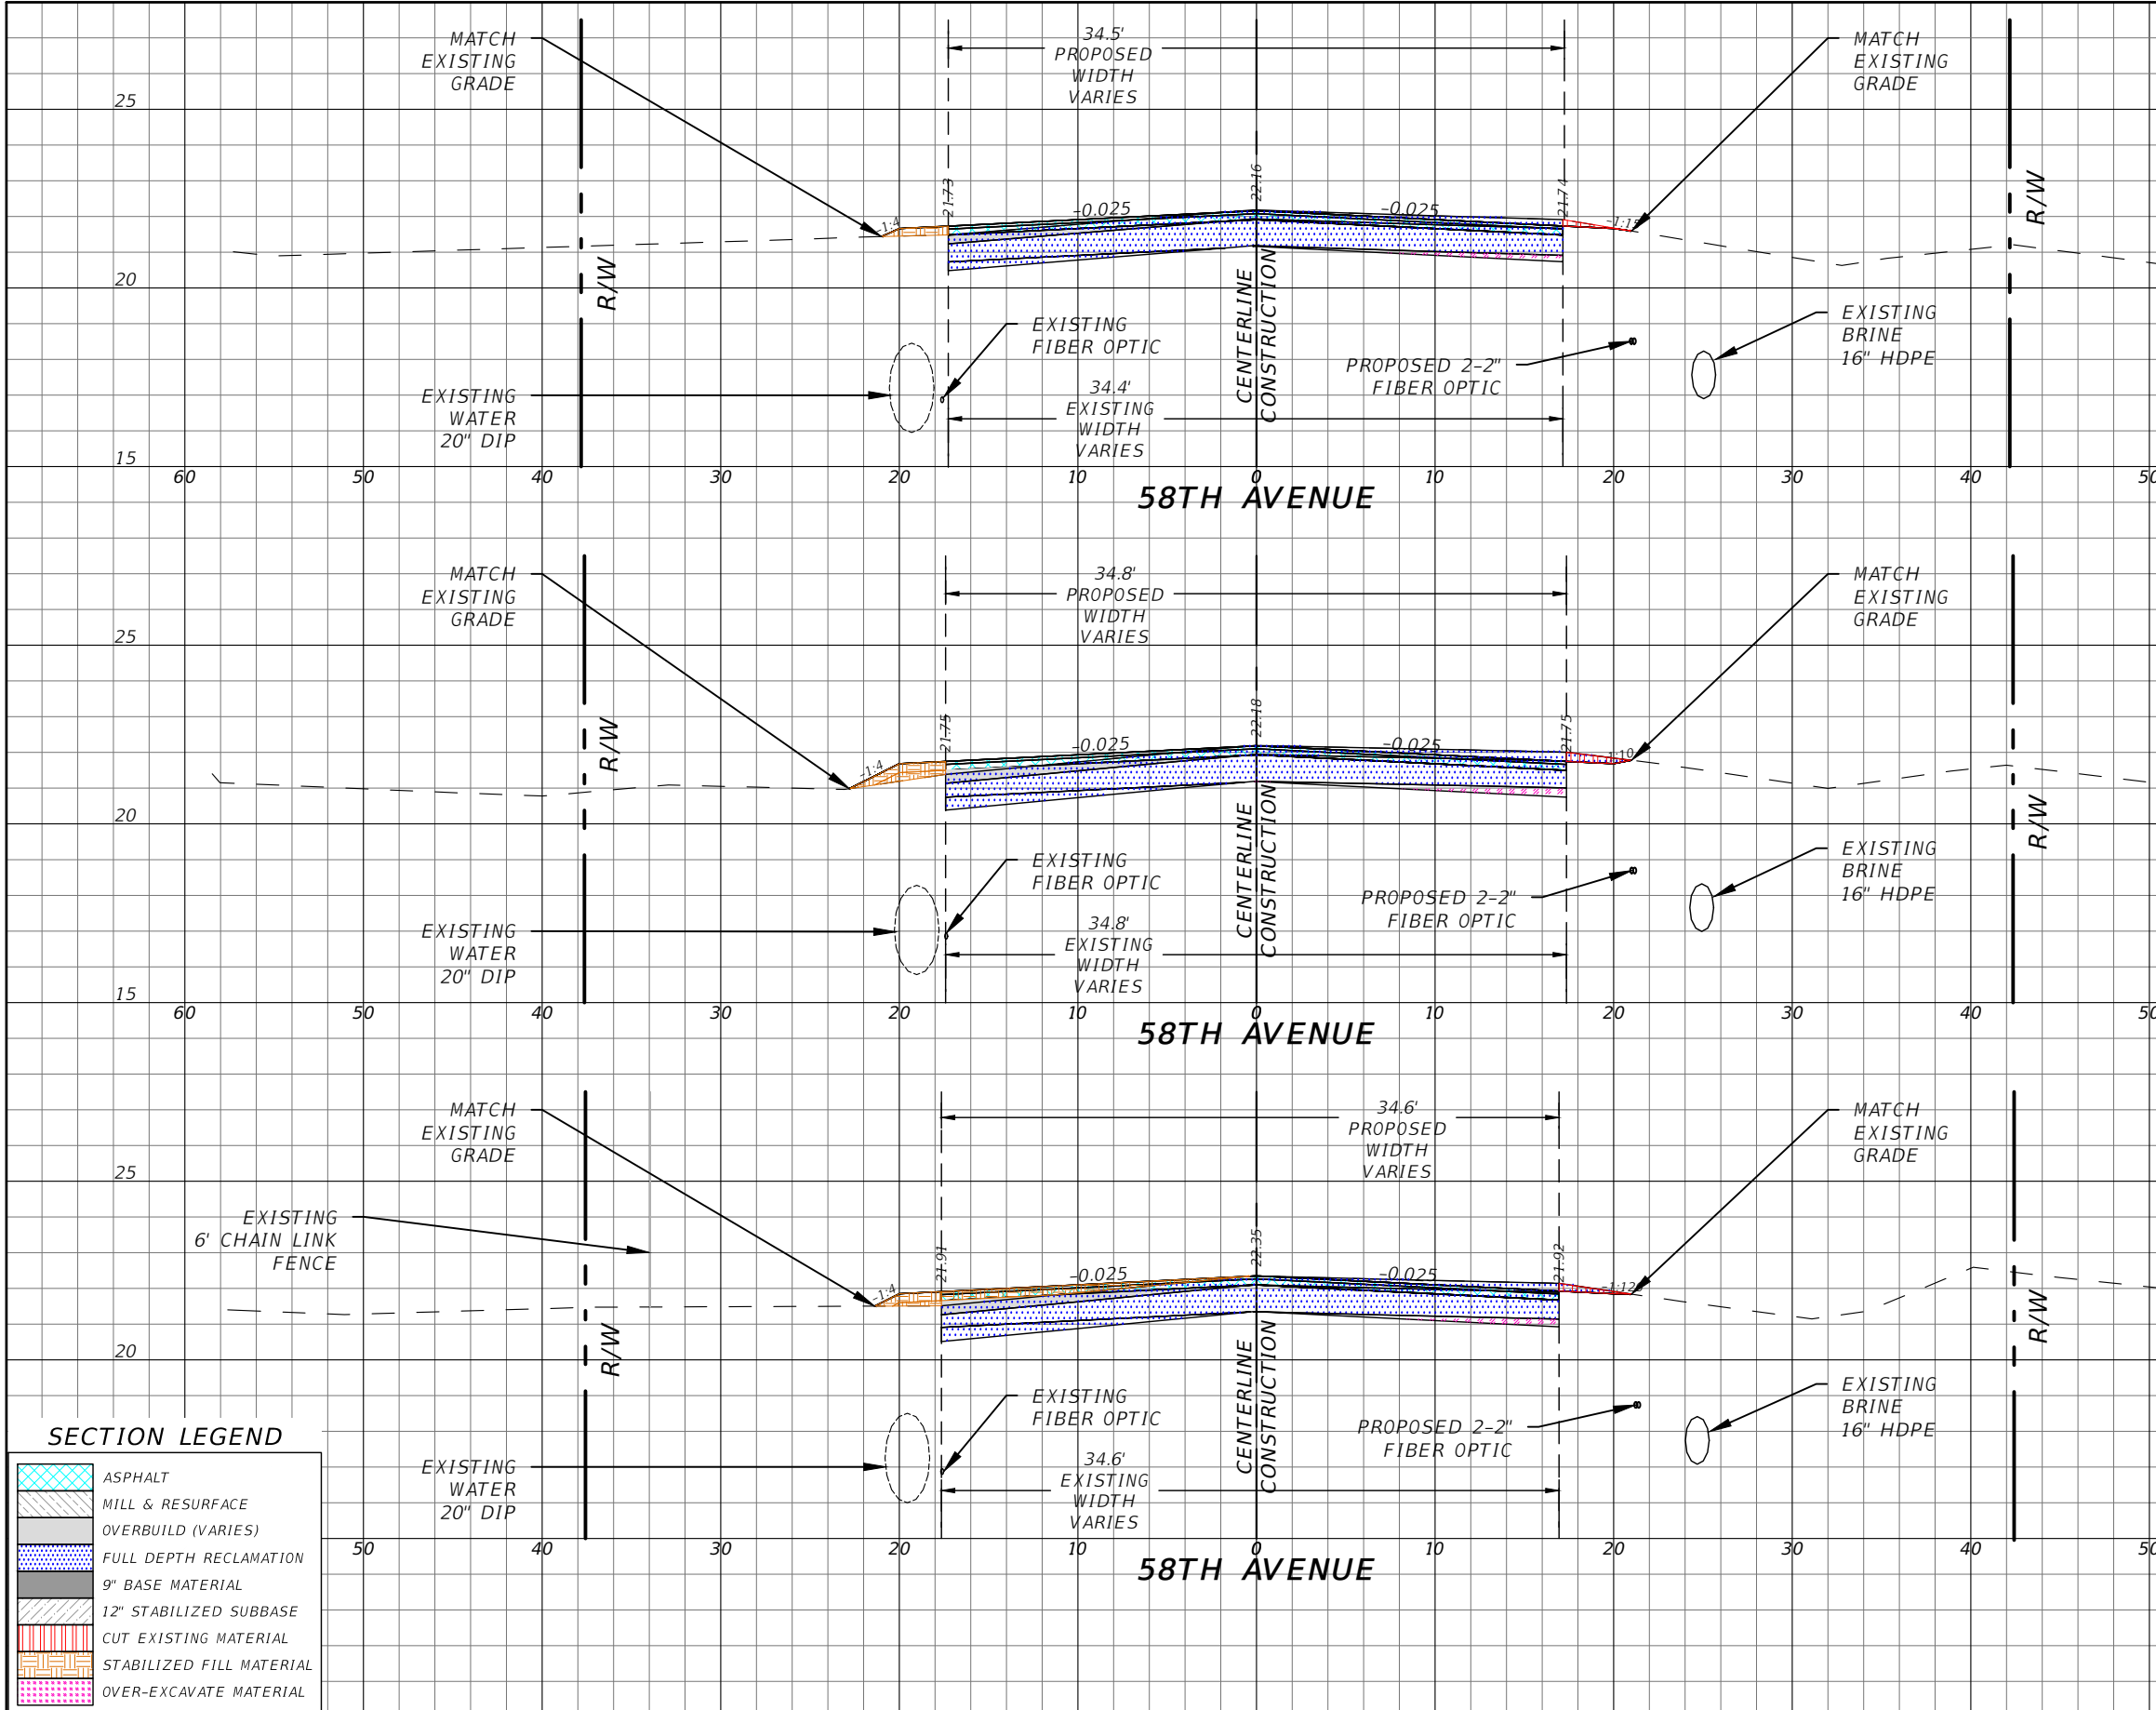 MATCH
EXISTING
GRADE
34.5'
PROPOSED
WIDTH
VARIES
MATCH
EXISTING
GRADE
25
R/W
22.16
21.73
21.74
-1:4
-0.025
-0.025
-1:15
R/W
20
CENTERLINE
CONSTRUCTION
EXISTING
FIBER OPTIC
EXISTING
BRINE
16" HDPE
PROPOSED 2-2"
FIBER OPTIC
EXISTING
WATER
20" DIP
34.4'
EXISTING
WIDTH
VARIES
15
60 50 40 30 20 10 0 10 20 30 40 50
58TH AVENUE
MATCH
EXISTING
GRADE
34.8'
PROPOSED
WIDTH
VARIES
MATCH
EXISTING
GRADE
25
R/W
22.18
21.75
21.75
-1:4
-0.025
-0.025
-1:10
20
R/W
CENTERLINE
CONSTRUCTION
EXISTING
FIBER OPTIC
EXISTING
BRINE
16" HDPE
PROPOSED 2-2"
FIBER OPTIC
EXISTING
WATER
20" DIP
34.8'
EXISTING
WIDTH
VARIES
15
60 50 40 30 20 10 0 10 20 30 40 50
58TH AVENUE
MATCH
EXISTING
GRADE
34.6'
PROPOSED
WIDTH
VARIES
MATCH
EXISTING
GRADE
25
EXISTING
6' CHAIN LINK
FENCE
22.35
21.91
21.92
-1:4
-0.025
-0.025
-1:12
R/W
R/W
20
CENTERLINE
CONSTRUCTION
EXISTING
FIBER OPTIC
EXISTING
BRINE
16" HDPE
PROPOSED 2-2"
FIBER OPTIC
EXISTING
WATER
20" DIP
34.6'
EXISTING
WIDTH
VARIES
50 40 30 20 10 0 10 20 30 40 50
58TH AVENUE
SECTION LEGEND
ASPHALT
MILL & RESURFACE
OVERBUILD (VARIES)
FULL DEPTH RECLAMATION
9" BASE MATERIAL
12" STABILIZED SUBBASE
CUT EXISTING MATERIAL
STABILIZED FILL MATERIAL
OVER-EXCAVATE MATERIAL